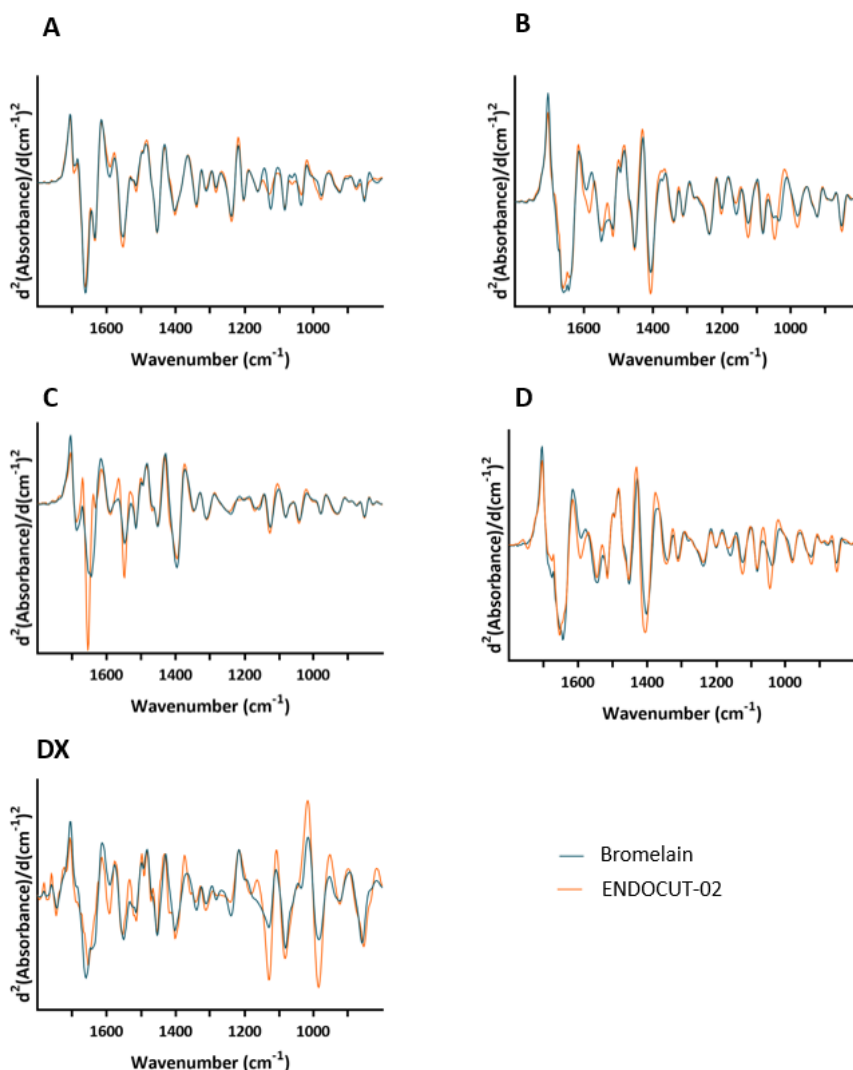 A
d²(Absorbance)/d(cm⁻¹)²
1600 1400 1200 1000
Wavenumber (cm⁻¹)
B
d²(Absorbance)/d(cm⁻¹)²
1600 1400 1200 1000
Wavenumber (cm⁻¹)
C
d²(Absorbance)/d(cm⁻¹)²
1600 1400 1200 1000
Wavenumber (cm⁻¹)
D
d²(Absorbance)/d(cm⁻¹)²
1600 1400 1200 1000
Wavenumber (cm⁻¹)
DX
d²(Absorbance)/d(cm⁻¹)²
1600 1400 1200 1000
Wavenumber (cm⁻¹)
Bromelain
ENDOCUT-02